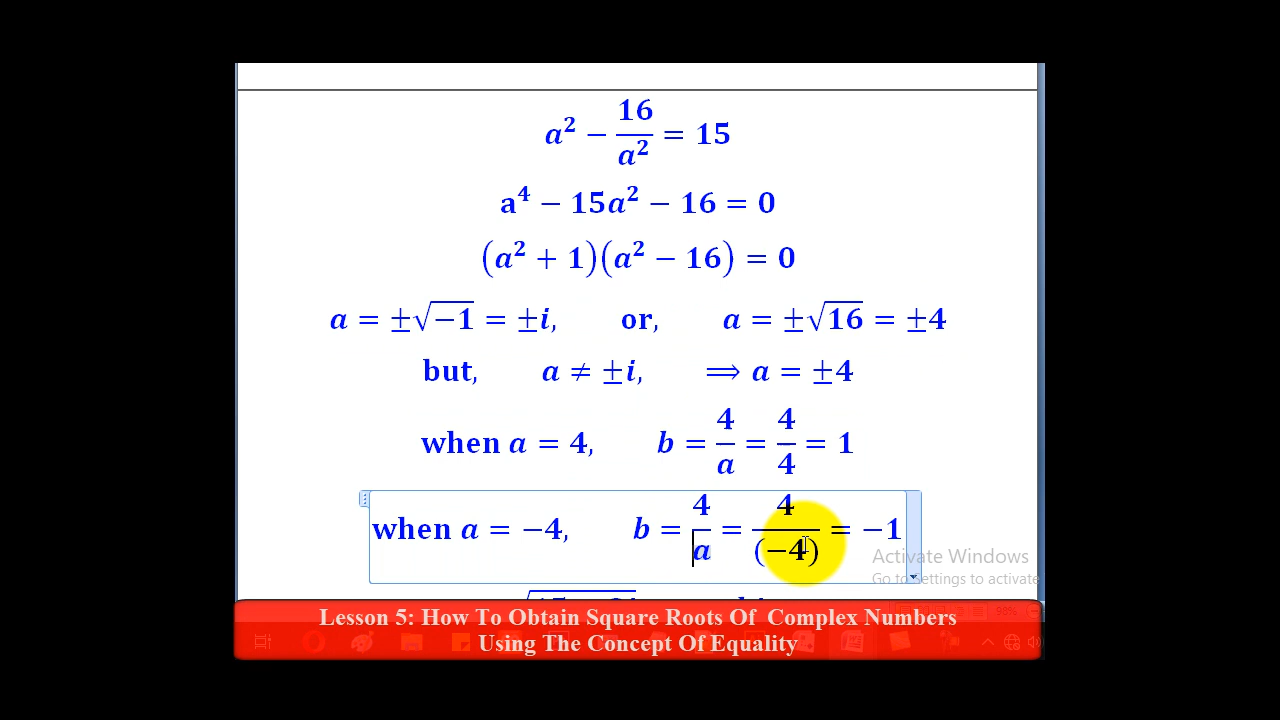 a² − 16/a² = 15
a⁴ − 15a² − 16 = 0
(a² + 1)(a² − 16) = 0
a = ±√−1 = ±i, or, a = ±√16 = ±4
but, a ≠ ±i, ⟹ a = ±4
when a = 4, b = 4/a = 4/4 = 1
when a = −4, b = 4/a = 4/(−4) = −1
Activate Windows
Go to Settings to activate
Lesson 5: How To Obtain Square Roots Of Complex Numbers
Using The Concept Of Equality